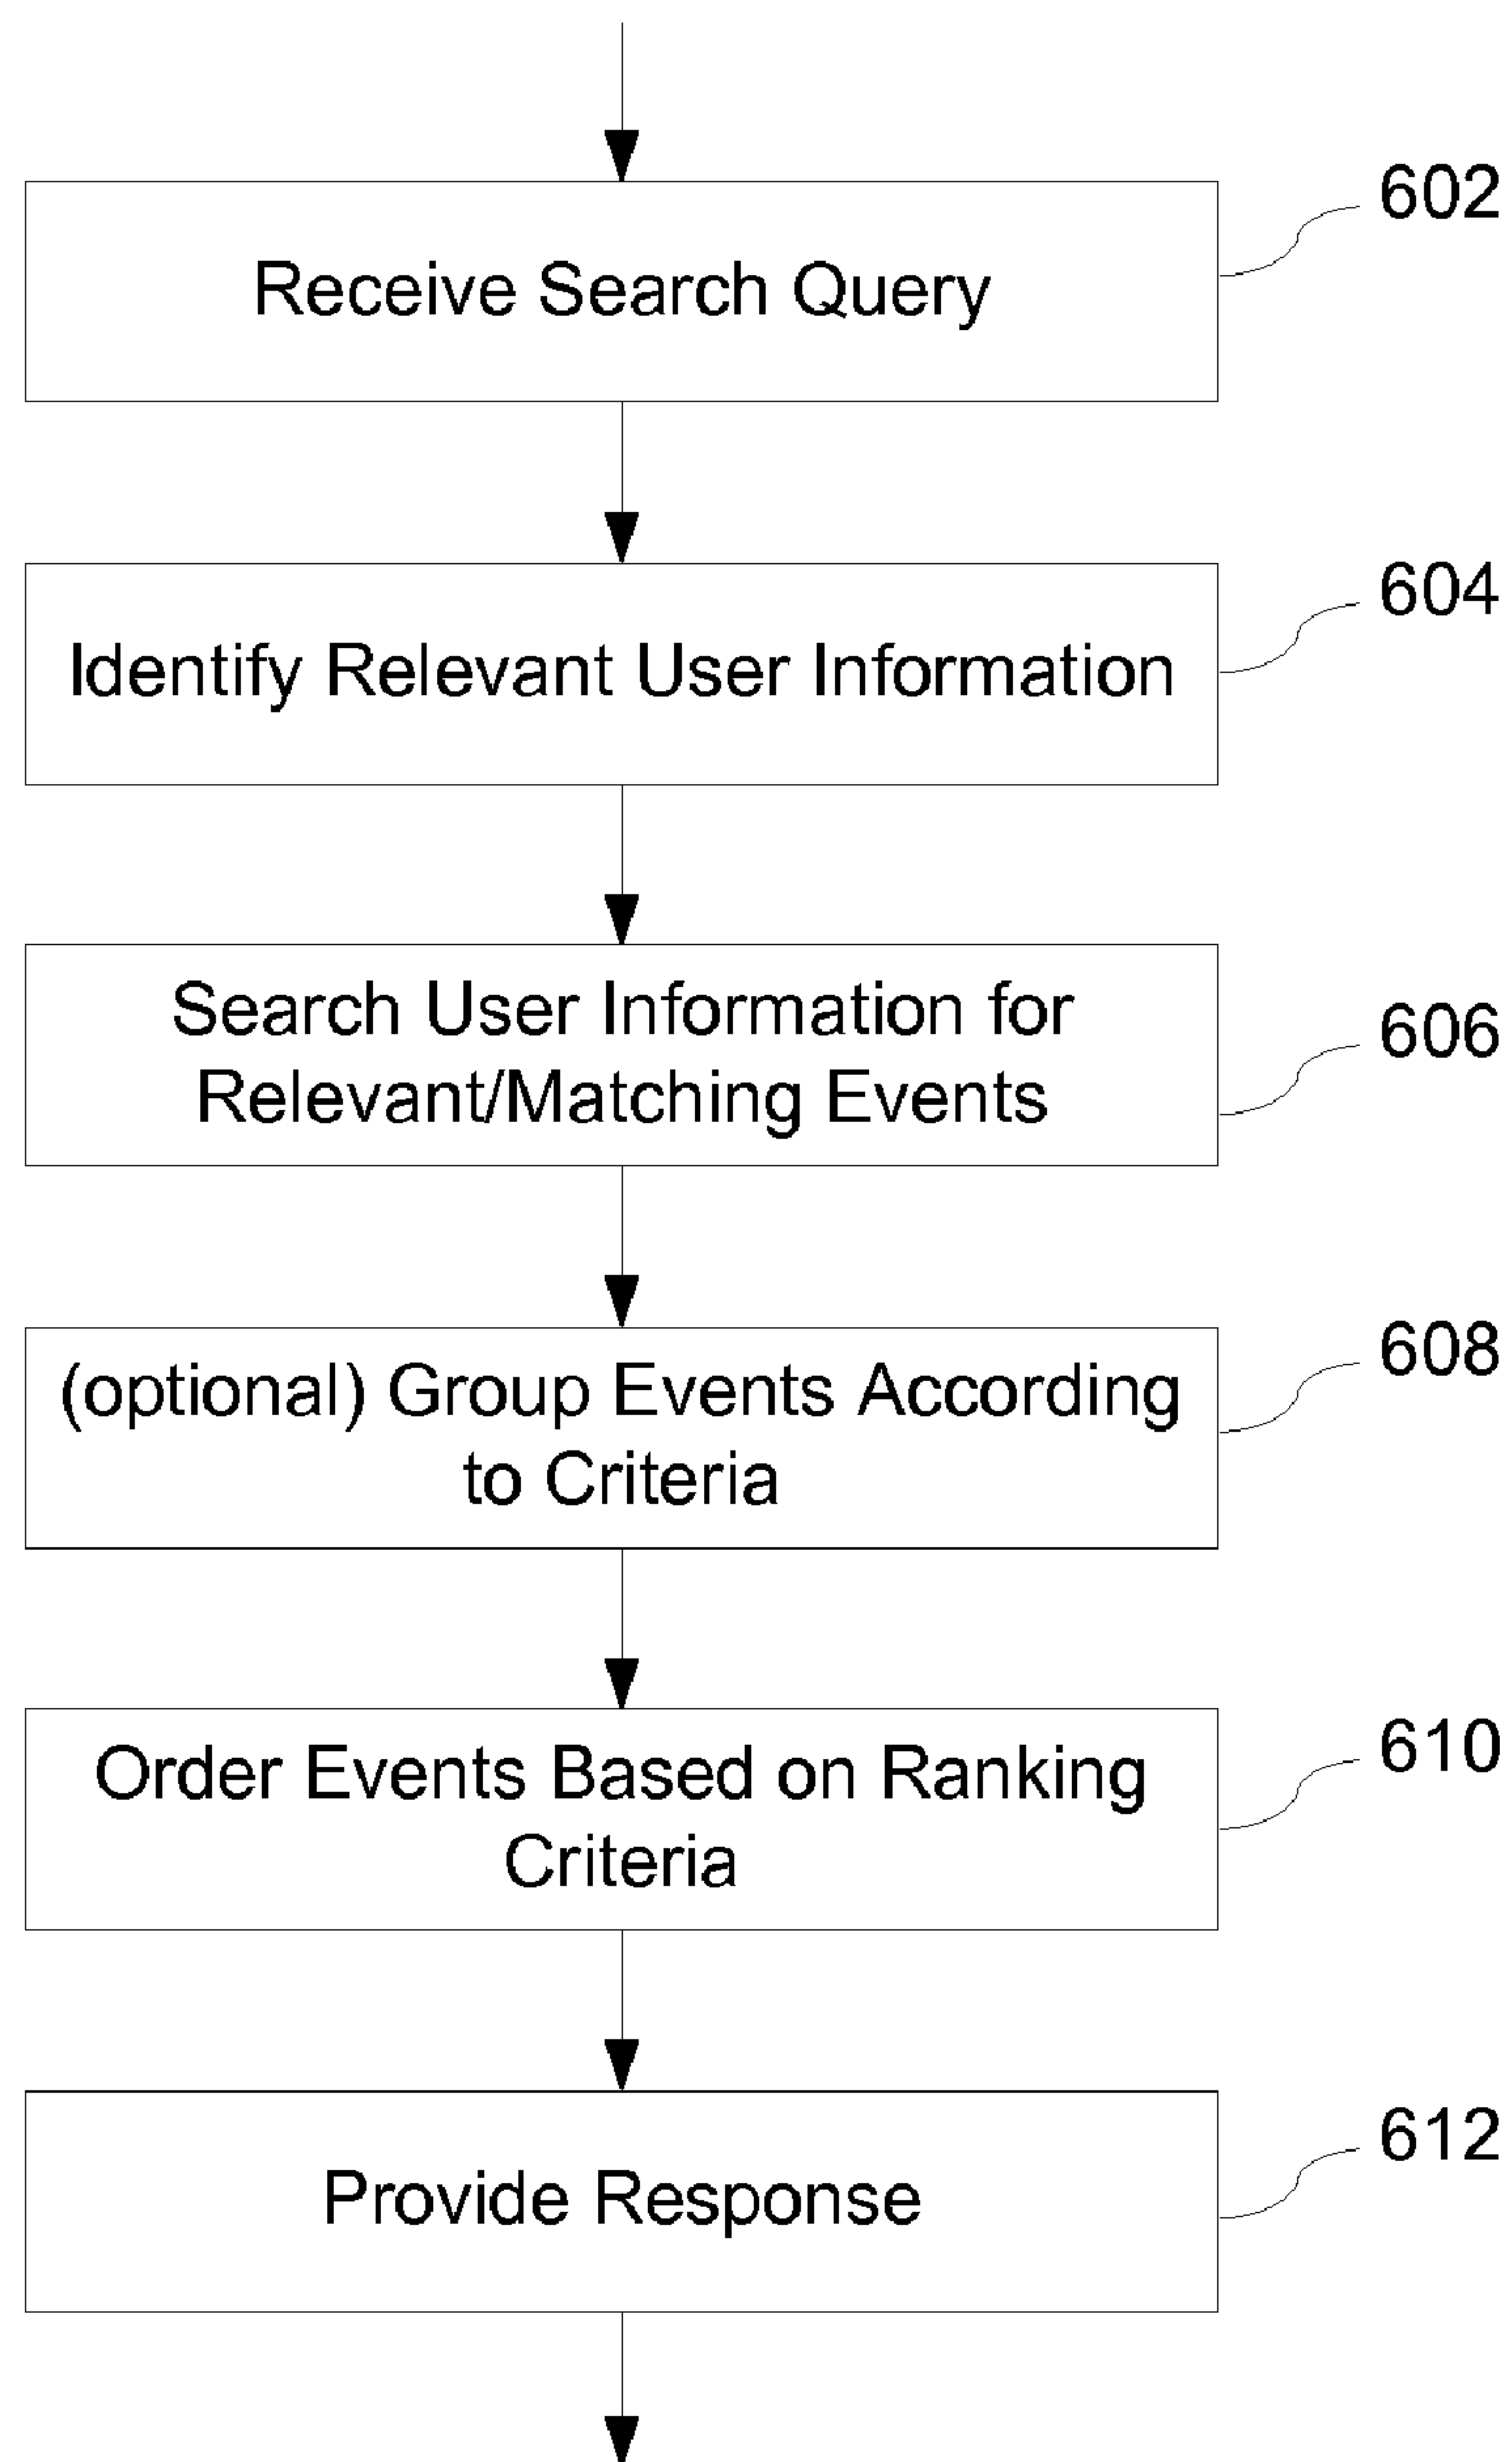 602
Receive Search Query
604
Identify Relevant User Information
Search User Information for
606
Relevant/Matching Events
608
(optional) Group Events According
to Criteria
610
Order Events Based on Ranking
Criteria
612
Provide Response